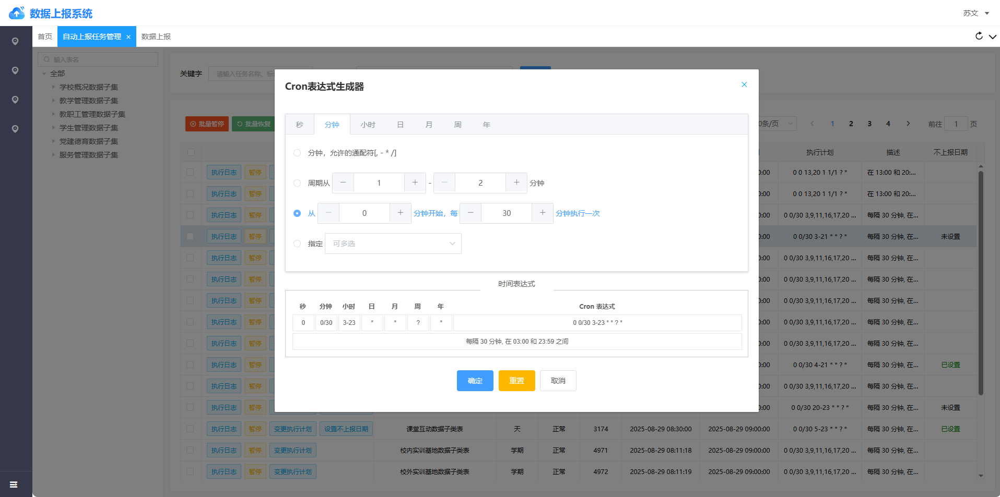 数据上报系统
苏文
首页
自动上报任务管理
数据上报
输入表名
全部
学校概况数据子集
教学管理数据子集
教职工管理数据子集
学生管理数据子集
党建德育数据子集
服务管理数据子集
关键字 请输入任务名称、标
批量暂停 批量恢复
条/页 1 2 3 4 前往 1 页
Cron表达式生成器
秒 分钟 小时 日 月 周 年
分钟，允许的通配符[, - * /]
周期从 1 - 2 分钟
从 0 分钟开始，每 30 分钟执行一次
指定 可多选
时间表达式
秒 分钟 小时 日 月 周 年 Cron 表达式
0 0/30 3-23 * * ? * 0 0/30 3-23 * * ? *
每隔 30 分钟, 在 03:00 和 23:59 之间
确定 重置 取消
执行计划 描述 不上报日期
执行日志 暂停 0:00 0 0 13,20 1 1/1 ? * 在 13:00 和 20:...
执行日志 暂停 0:00 0 0 13,20 1 1/1 ? * 在 13:00 和 20:...
执行日志 暂停 0:00 0 0/30 3,9,11,16,17,20 ... 每隔 30 分钟, 在...
执行日志 暂停 0:00 0 0/30 3-21 * * ? * 每隔 30 分钟, 在... 未设置
执行日志 暂停 0:00 0 0/30 3,9,11,16,17,20 ... 每隔 30 分钟, 在...
执行日志 暂停 0:00 0 0/30 3,9,11,16,17,20 ... 每隔 30 分钟, 在...
执行日志 暂停 0:00 0 0/30 3,9,11,16,17,20 ... 每隔 30 分钟, 在...
执行日志 暂停 0:00 0 0/30 3,9,11,16,17,20 ... 每隔 30 分钟, 在...
执行日志 暂停 0:00 0 0/30 3,9,11,16,17,20 ... 每隔 30 分钟, 在...
执行日志 暂停 0:00 0 0/30 4-21 * * ? * 每隔 30 分钟, 在... 已设置
执行日志 暂停 0:00 0 0/30 3,9,11,16,17,20 ... 每隔 30 分钟, 在...
执行日志 暂停 0:00 0 0/30 20-23 * * ? * 每隔 30 分钟, 在... 未设置
执行日志 暂停 变更执行计划 设置不上报日期 课堂互动数据子类表 天 正常 3174 2025-08-29 08:30:00 2025-08-29 09:00:00 0 0/30 5-23 * * ? * 每隔 30 分钟, 在... 已设置
执行日志 暂停 变更执行计划 校内实训基地数据子类表 学期 正常 4971 2025-08-29 08:11:18 2025-08-29 09:00:00 0 0/30 3,9,11,16,17,20 ... 每隔 30 分钟, 在...
执行日志 暂停 变更执行计划 校外实训基地数据子类表 学期 正常 4972 2025-08-29 08:11:19 2025-08-29 09:00:00 0 0/30 3,9,11,16,17,20 ... 每隔 30 分钟, 在...